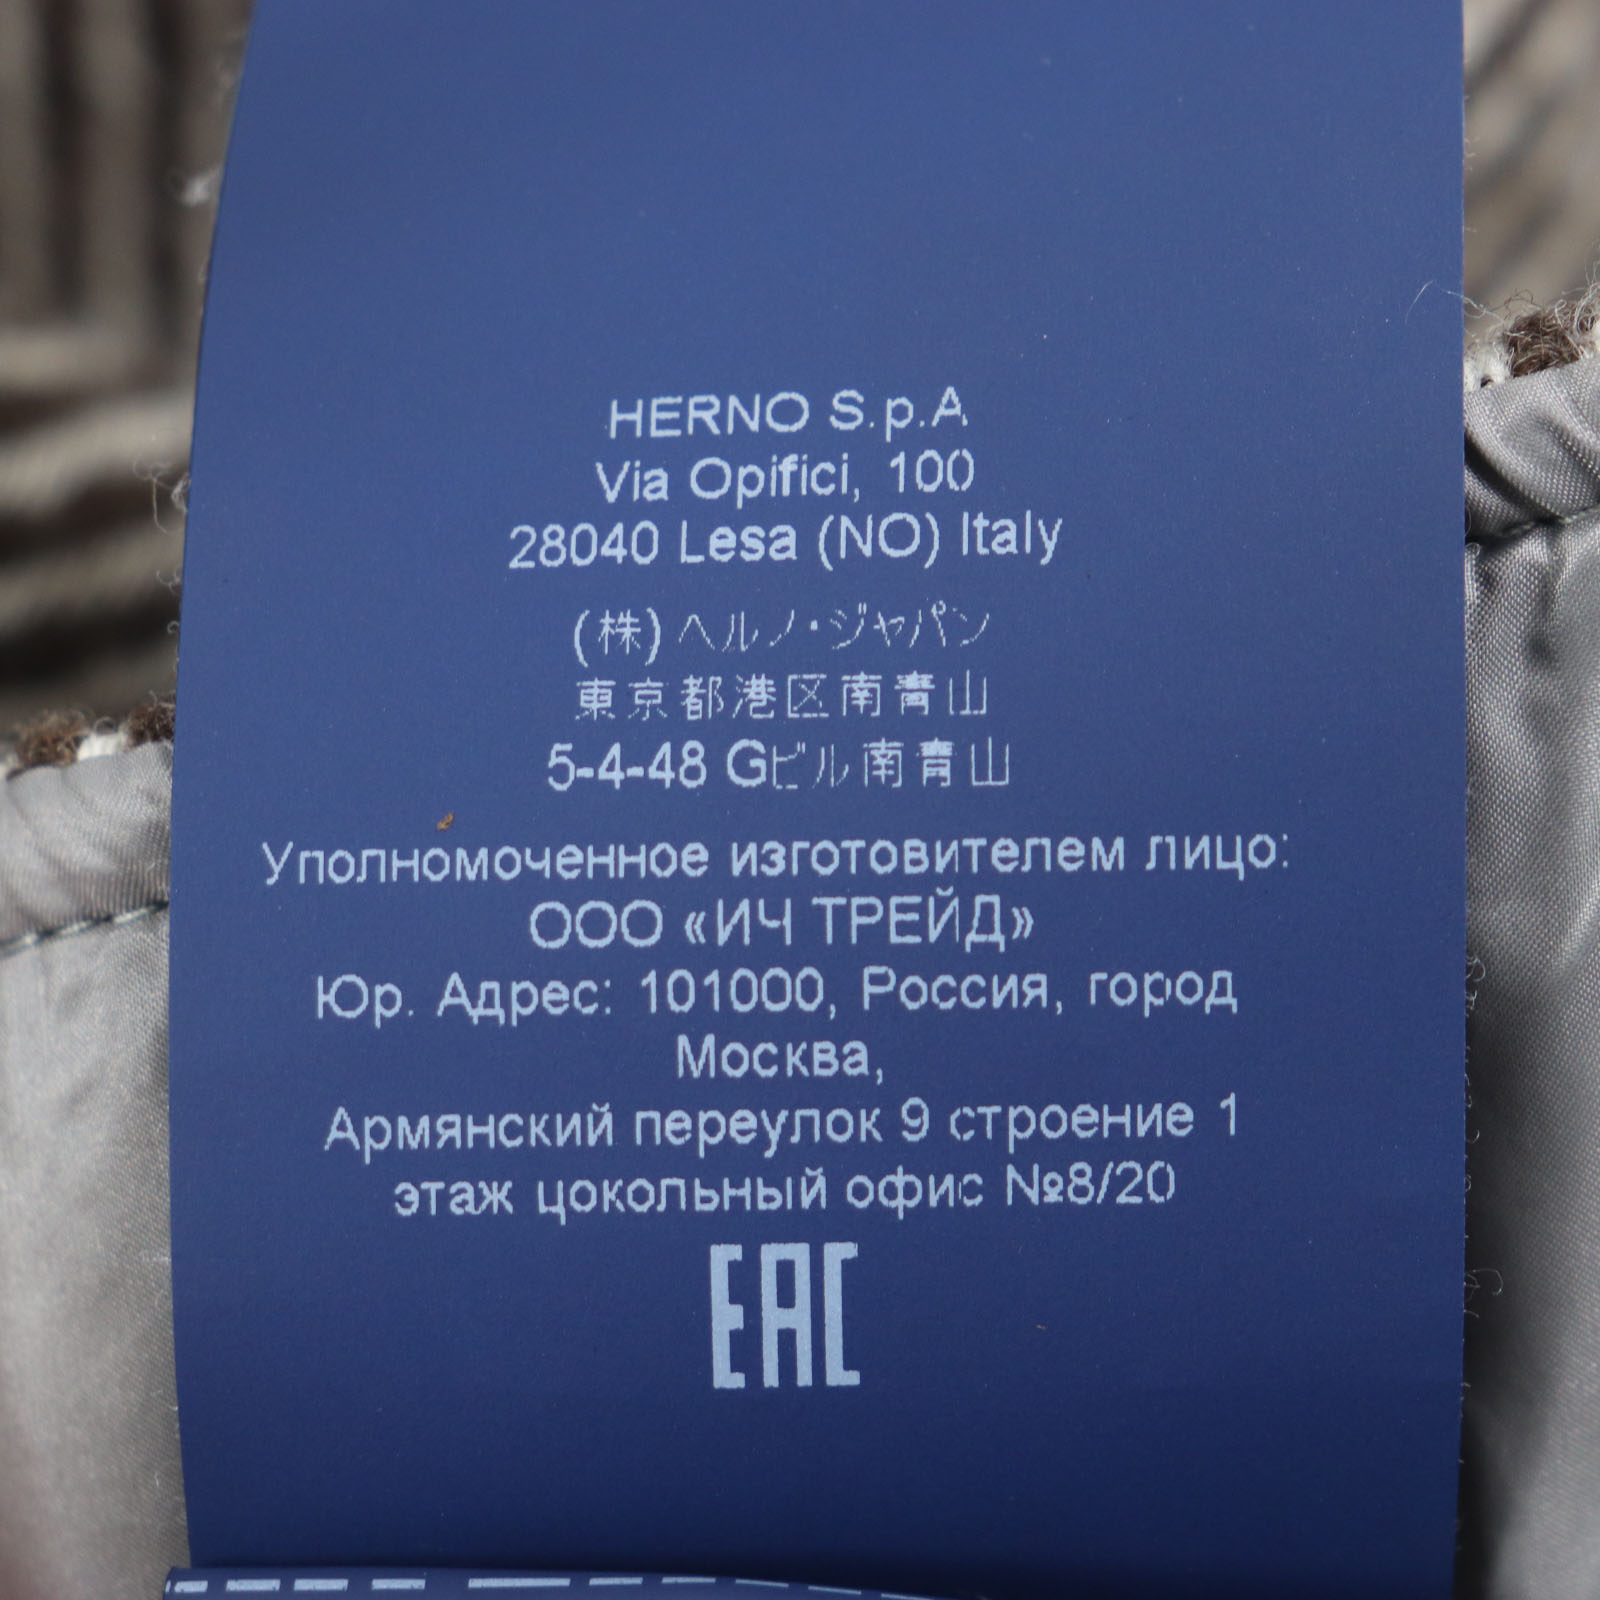 HERNO S.p.A
Via Opifici, 100
28040 Lesa (NO) Italy
(株)ヘルノ・ジャパン
東京都港区南青山
5-4-48 Gビル南青山
Уполномоченное изготовителем лицо:
ООО «ИЧ ТРЕЙД»
Юр. Адрес: 101000, Россия, город
Москва,
Армянский переулок 9 строение 1
этаж цокольный офис №8/20
EAC